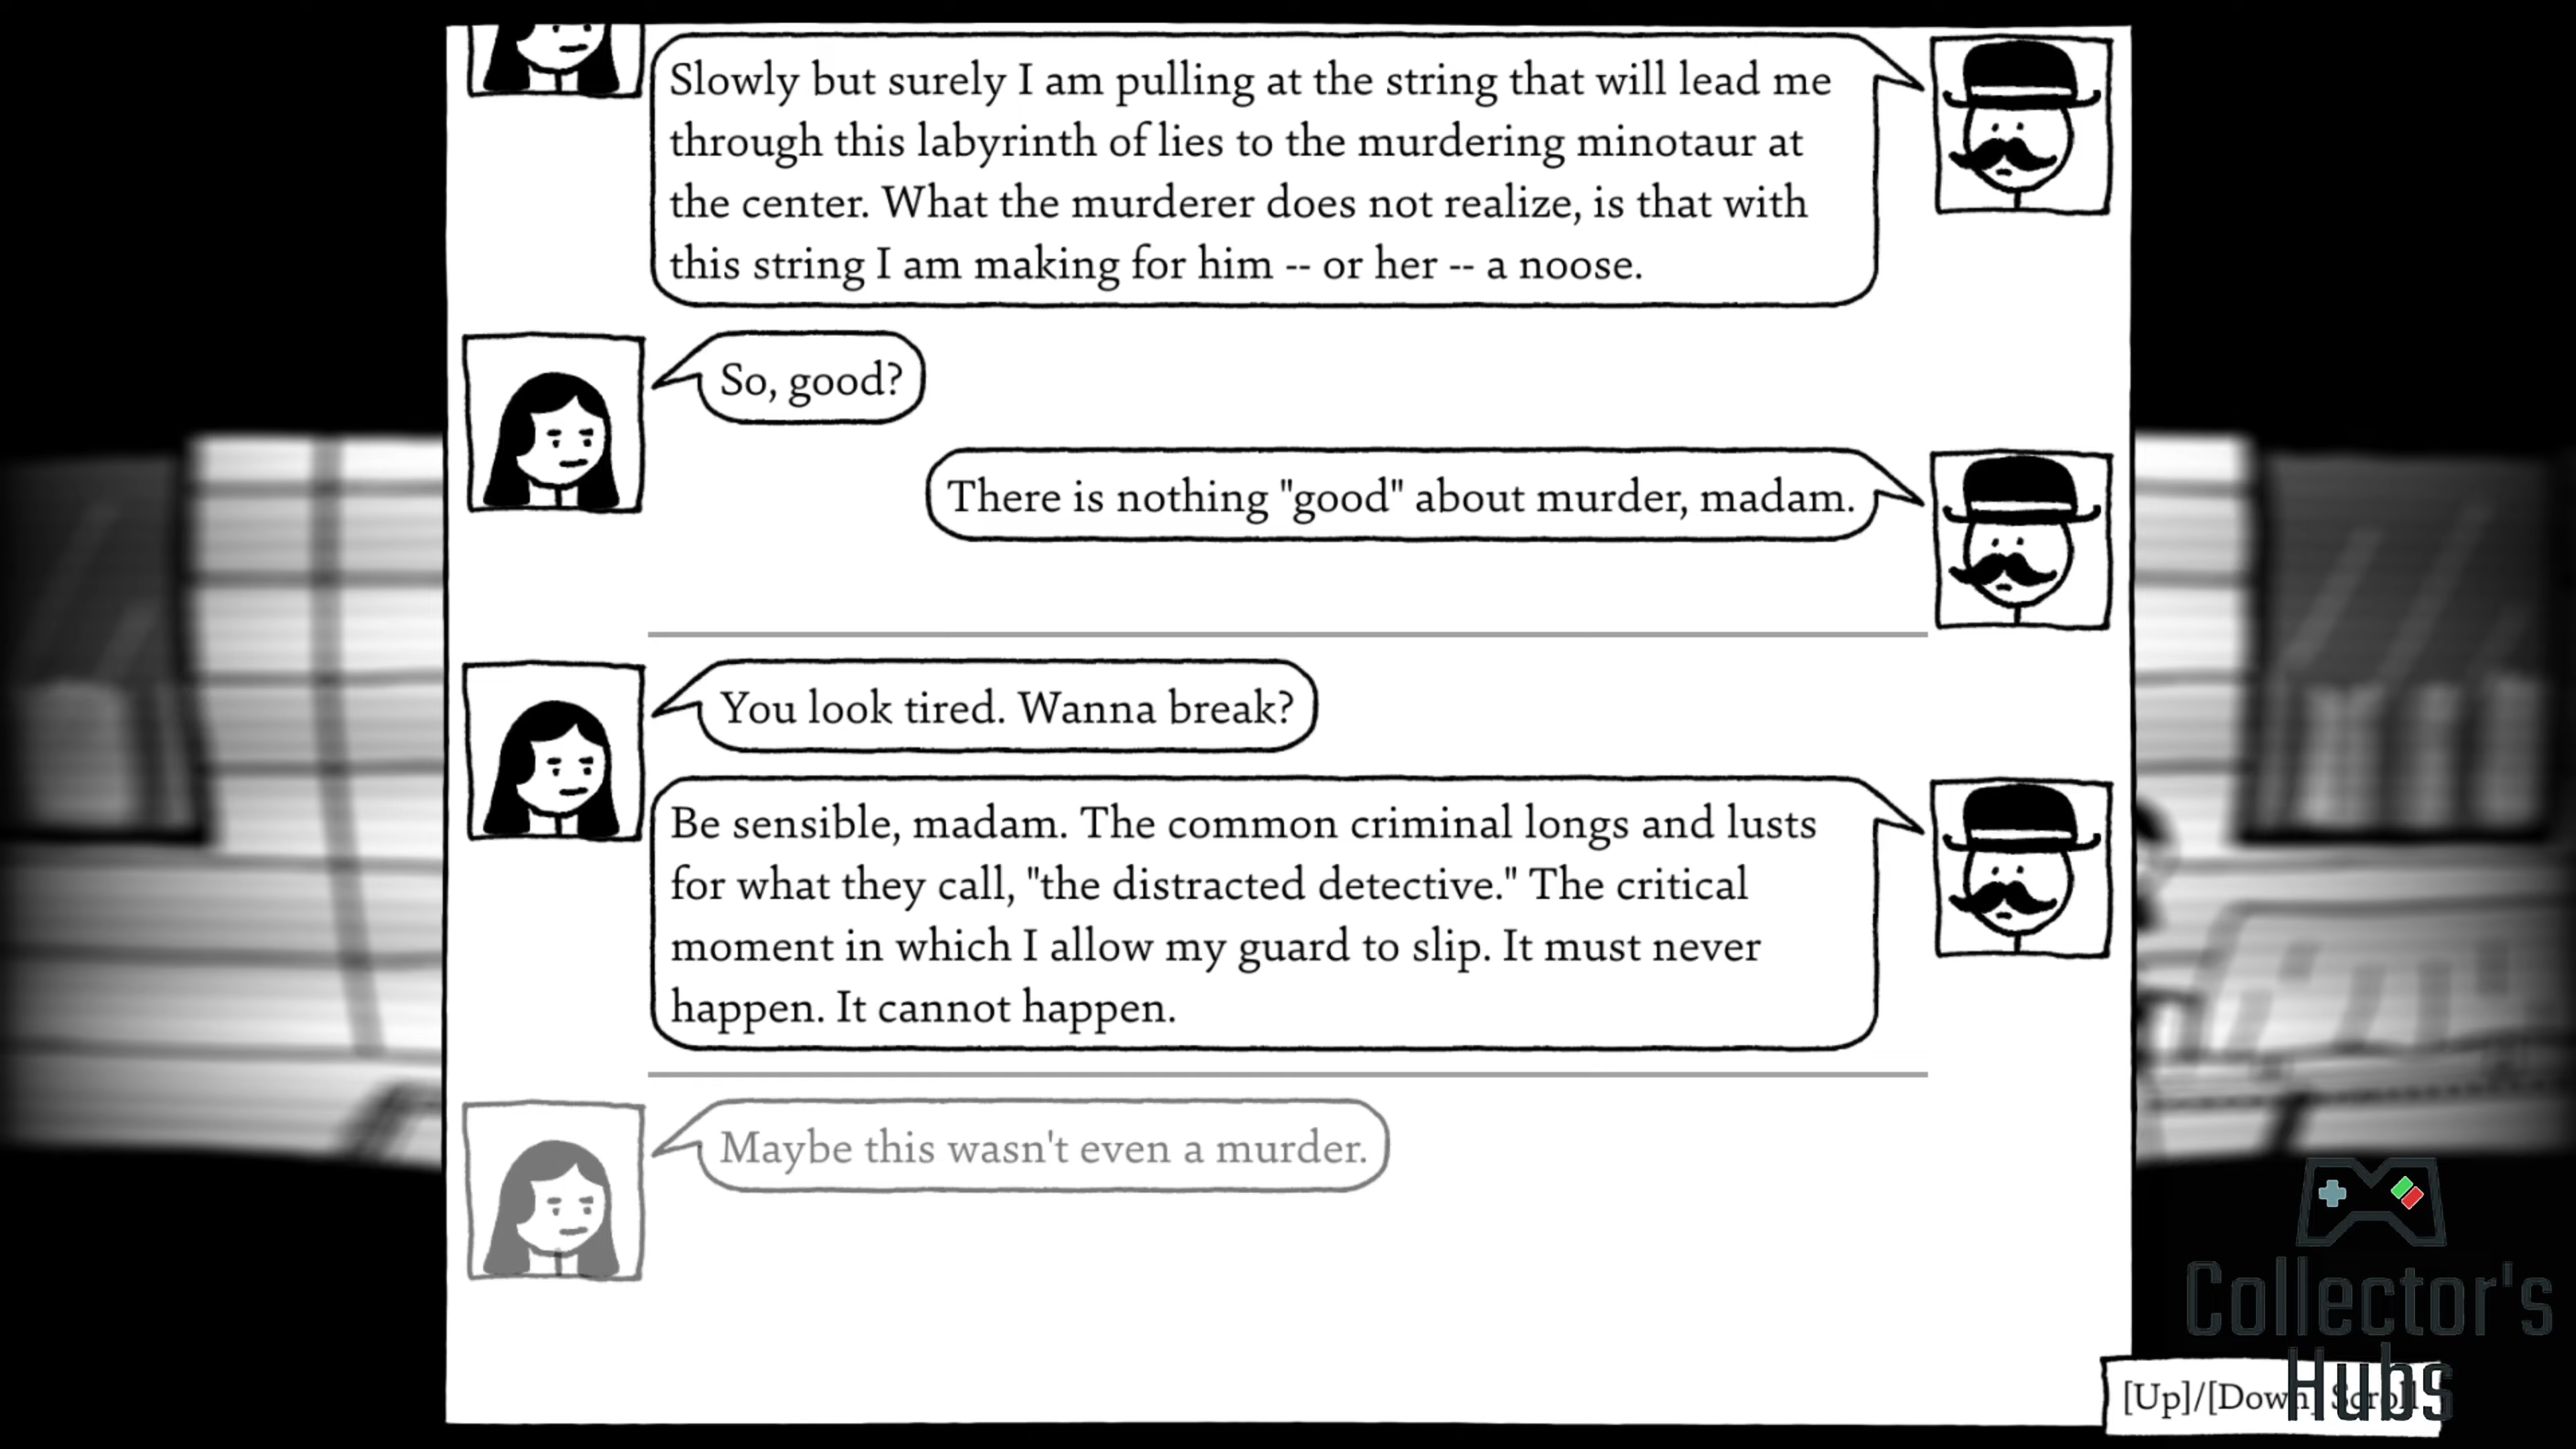 Slowly but surely I am pulling at the string that will lead me
through this labyrinth of lies to the murdering minotaur at
the center. What the murderer does not realize, is that with
this string I am making for him -- or her -- a noose.
So, good?
There is nothing "good" about murder, madam.
You look tired. Wanna break?
Be sensible, madam. The common criminal longs and lusts
for what they call, "the distracted detective." The critical
moment in which I allow my guard to slip. It must never
happen. It cannot happen.
Maybe this wasn't even a murder.
Collector's
Hubs
[Up]/[Down] Scroll